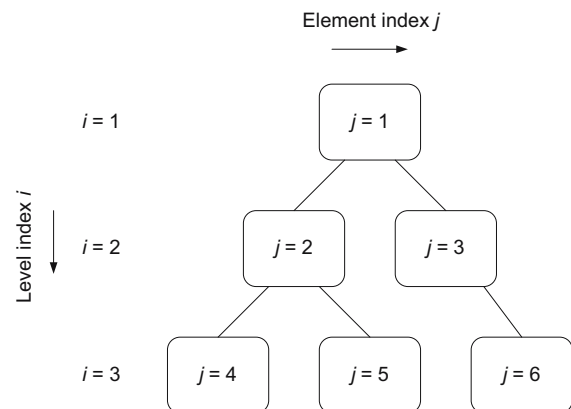 Element index j
i = 1
j = 1
Level index i
i = 2
j = 2
j = 3
i = 3
j = 4
j = 5
j = 6